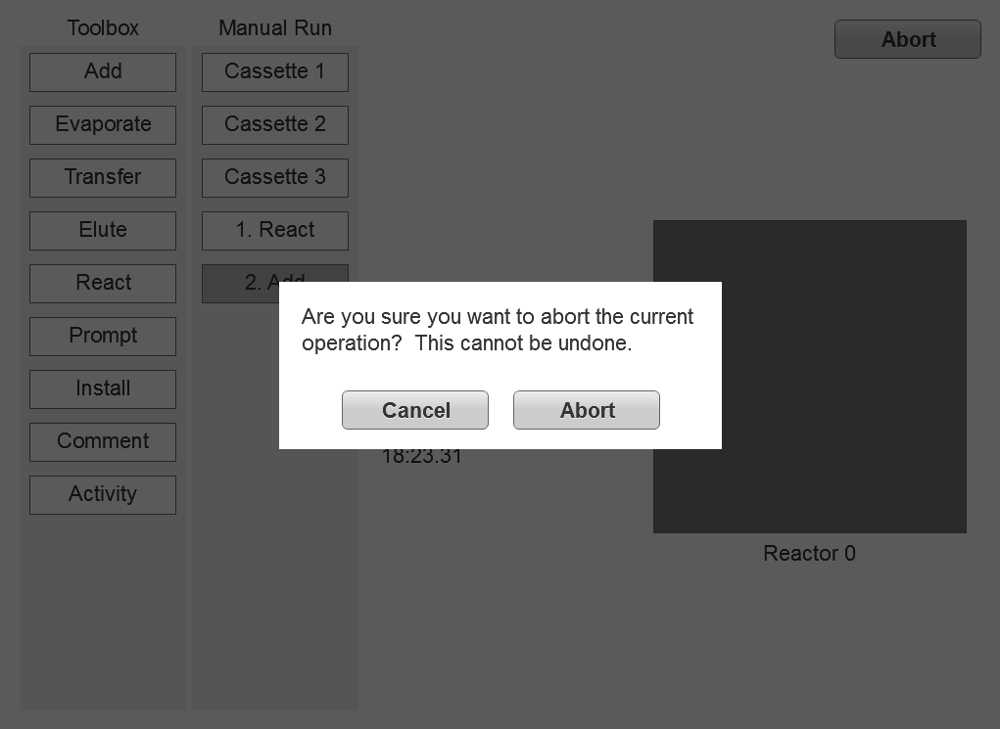 Toolbox
Manual Run
Abort
Add
Evaporate
Transfer
Elute
React
Prompt
Install
Comment
Activity
Cassette 1
Cassette 2
Cassette 3
1. React
2. Add
Are you sure you want to abort the current
operation?  This cannot be undone.
Cancel
Abort
18:23.31
Reactor 0